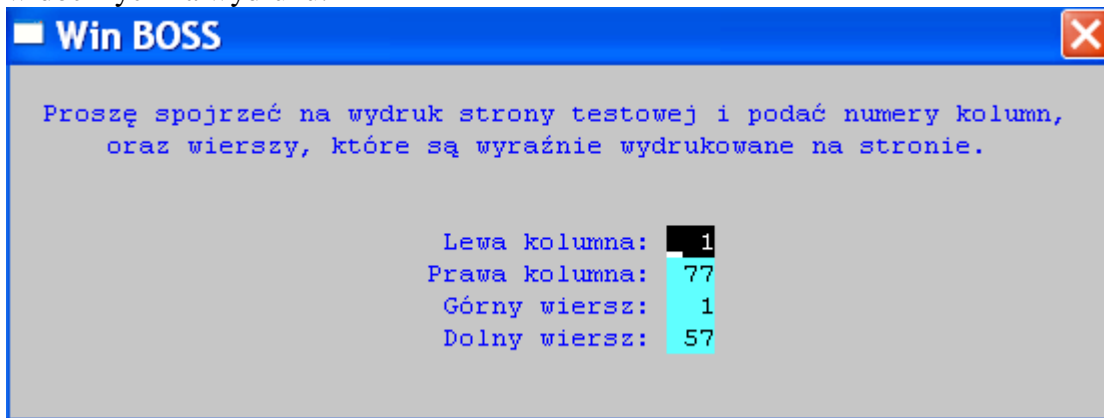 Win BOSS
Proszę spojrzeć na wydruk strony testowej i podać numery kolumn,
oraz wierszy, które są wyraźnie wydrukowane na stronie.
Lewa kolumna: 1
Prawa kolumna: 77
Górny wiersz: 1
Dolny wiersz: 57